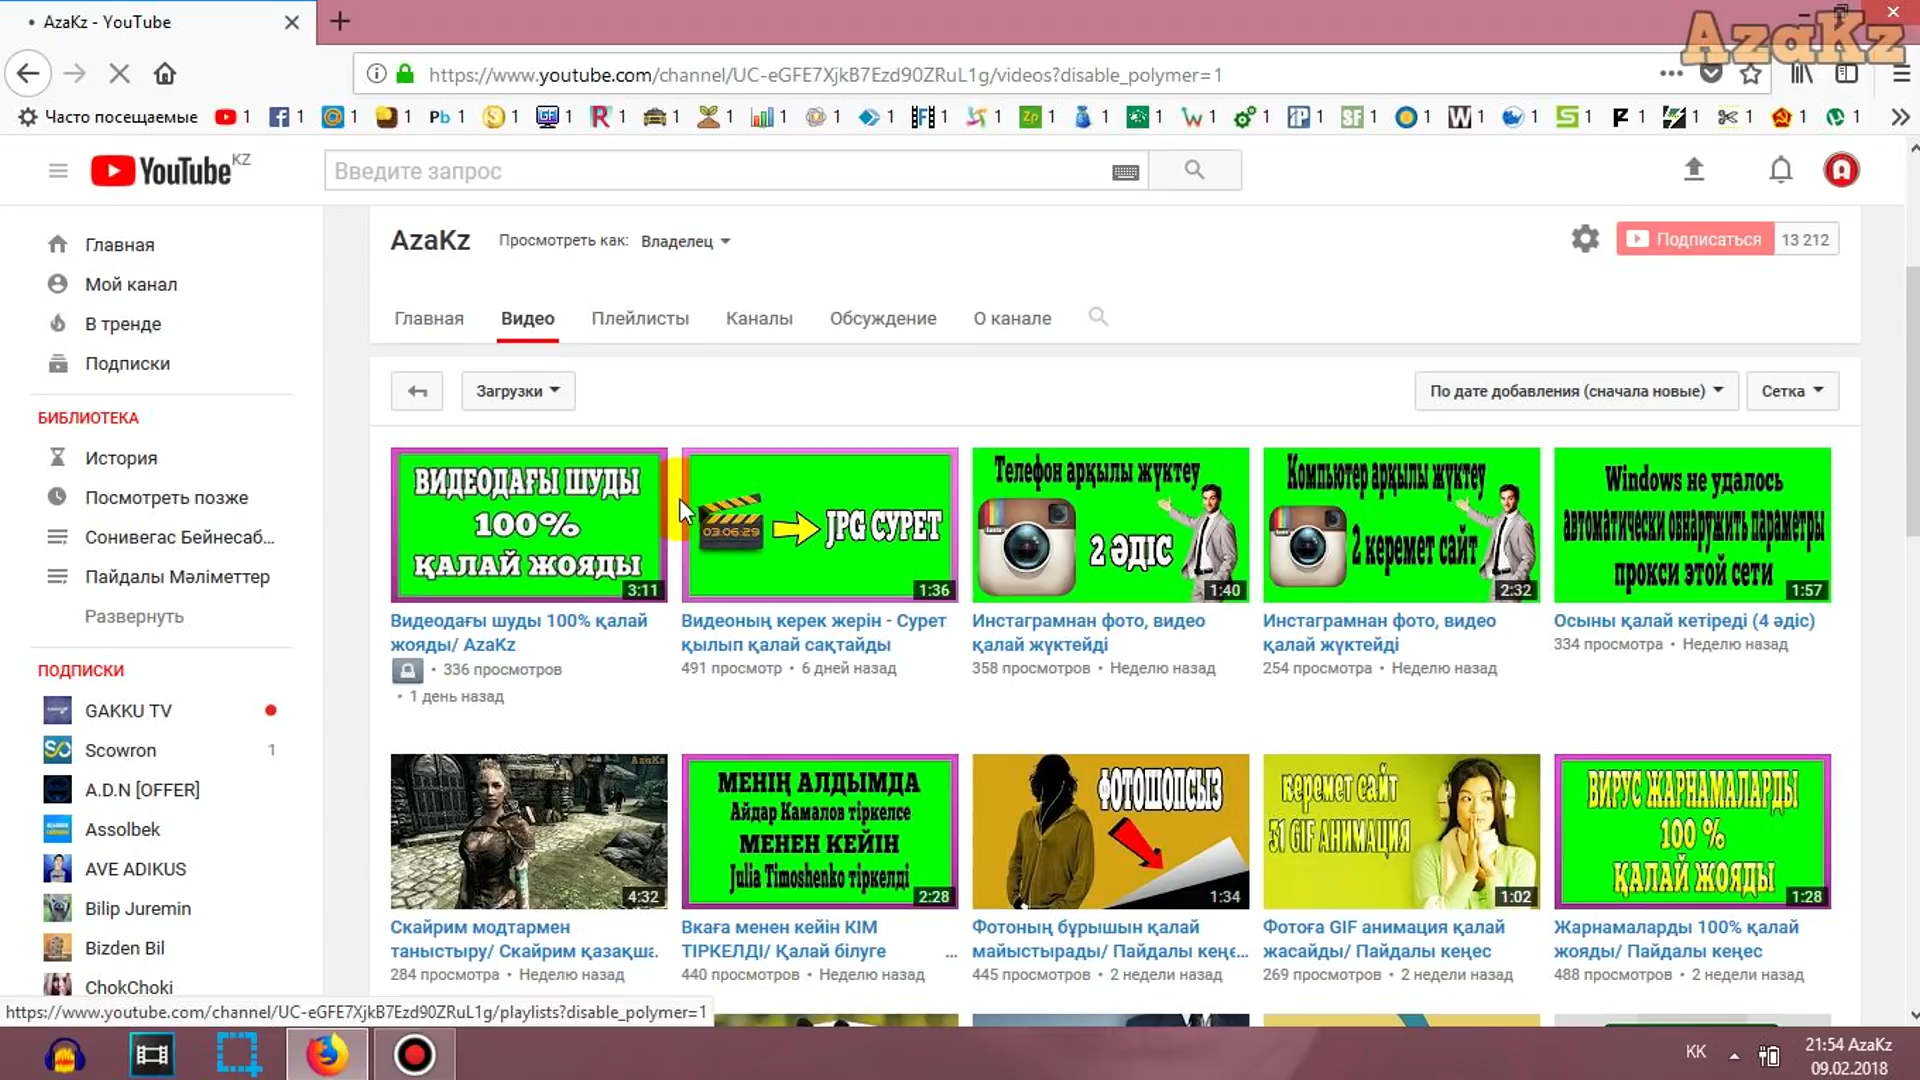 AzaKz - YouTube
AzaKz
https://www.youtube.com/channel/UC-eGFE7XjkB7Ezd90ZRuL1g/videos?disable_polymer=1
Часто посещаемые
YouTube KZ
Введите запрос
Главная
Мой канал
В тренде
Подписки
БИБЛИОТЕКА
История
Посмотреть позже
Сонивегас Бейнесаб...
Пайдалы Мәліметтер
Развернуть
ПОДПИСКИ
GAKKU TV
Scowron 1
A.D.N [OFFER]
Assolbek
AVE ADIKUS
Bilip Juremin
Bizden Bil
ChokChoki
AzaKz
Просмотреть как: Владелец
Подписаться 13 212
Главная Видео Плейлисты Каналы Обсуждение О канале
Загрузки
По дате добавления (сначала новые)
Сетка
ВИДЕОДАҒЫ ШУДЫ
100%
ҚАЛАЙ ЖОЯДЫ
3:11
Видеодағы шуды 100% қалай
жояды/ AzaKz
• 336 просмотров
• 1 день назад
03:06:29
JPG СУРЕТ
1:36
Видеоның керек жерін - Сурет
қылып қалай сақтайды
491 просмотр • 6 дней назад
Телефон арқылы жүктеу
2 ӘДІС
1:40
Инстаграмнан фото, видео
қалай жүктейді
358 просмотров • Неделю назад
Компьютер арқылы жүктеу
2 керемет сайт
2:32
Инстаграмнан фото, видео
қалай жүктейді
254 просмотра • Неделю назад
Windows не удалось
автоматически обнаружить параметры
прокси этой сети
1:57
Осыны қалай кетіреді (4 әдіс)
334 просмотра • Неделю назад
AzaKz
4:32
Скайрим модтармен
таныстыру/ Скайрим қазақша.
284 просмотра • Неделю назад
МЕНІҢ АЛДЫМДА
Айдар Камалов тіркелсе
МЕНЕН КЕЙІН
Julia Timoshenko тіркелді
2:28
Вкаға менен кейін КІМ
ТІРКЕЛДІ/ Қалай білуге ...
440 просмотров • Неделю назад
ФОТОШОПСЫЗ
1:34
Фотоның бұрышын қалай
майыстырады/ Пайдалы кеңе...
445 просмотров • 2 недели назад
керемет сайт
31 GIF АНИМАЦИЯ
1:02
Фотоға GIF анимация қалай
жасайды/ Пайдалы кеңес
269 просмотров • 2 недели назад
ВИРУС ЖАРНАМАЛАРДЫ
100 %
ҚАЛАЙ ЖОЯДЫ
1:28
Жарнамаларды 100% қалай
жояды/ Пайдалы кеңес
488 просмотров • 2 недели назад
https://www.youtube.com/channel/UC-eGFE7XjkB7Ezd90ZRuL1g/playlists?disable_polymer=1
KK
21:54 AzaKz
09.02.2018